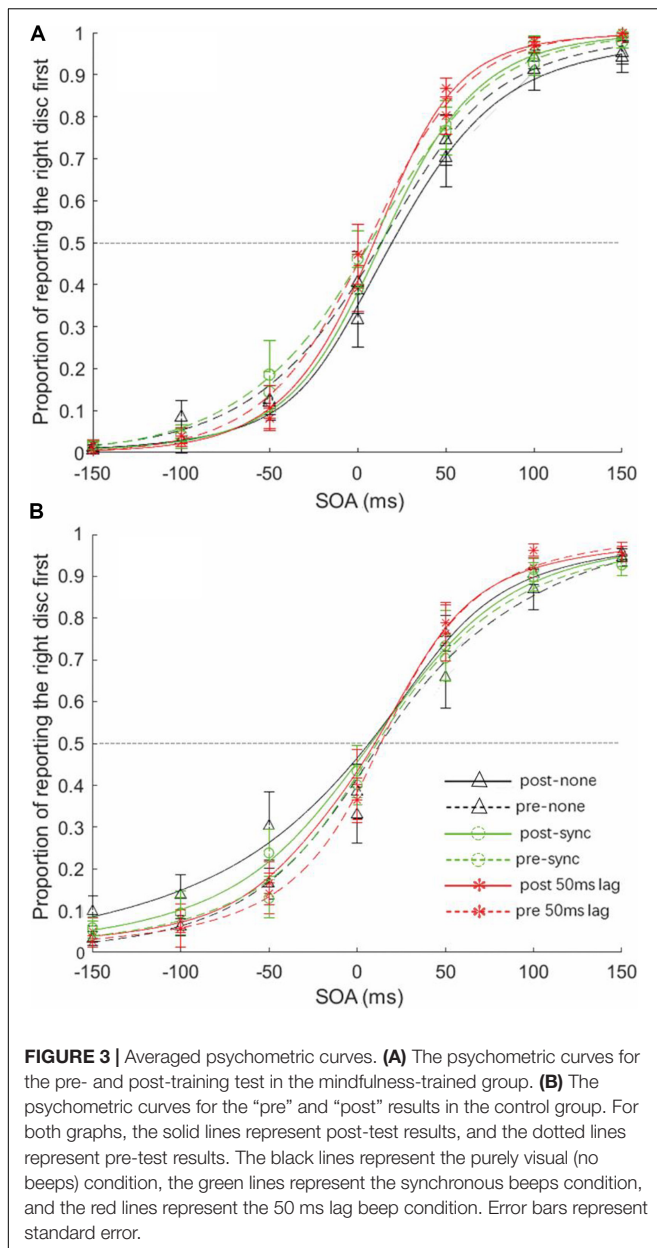 A
Proportion of reporting the right disc first
1
0.9
0.8
0.7
0.6
0.5
0.4
0.3
0.2
0.1
0
-150 -100 -50 0 50 100 150
SOA (ms)
B
Proportion of reporting the right disc first
1
0.9
0.8
0.7
0.6
0.5
0.4
0.3
0.2
0.1
0
post-none
pre-none
post-sync
pre-sync
post 50ms lag
pre 50ms lag
-150 -100 -50 0 50 100 150
SOA (ms)
FIGURE 3 | Averaged psychometric curves. (A) The psychometric curves for
the pre- and post-training test in the mindfulness-trained group. (B) The
psychometric curves for the “pre” and “post” results in the control group. For
both graphs, the solid lines represent post-test results, and the dotted lines
represent pre-test results. The black lines represent the purely visual (no
beeps) condition, the green lines represent the synchronous beeps condition,
and the red lines represent the 50 ms lag beep condition. Error bars represent
standard error.